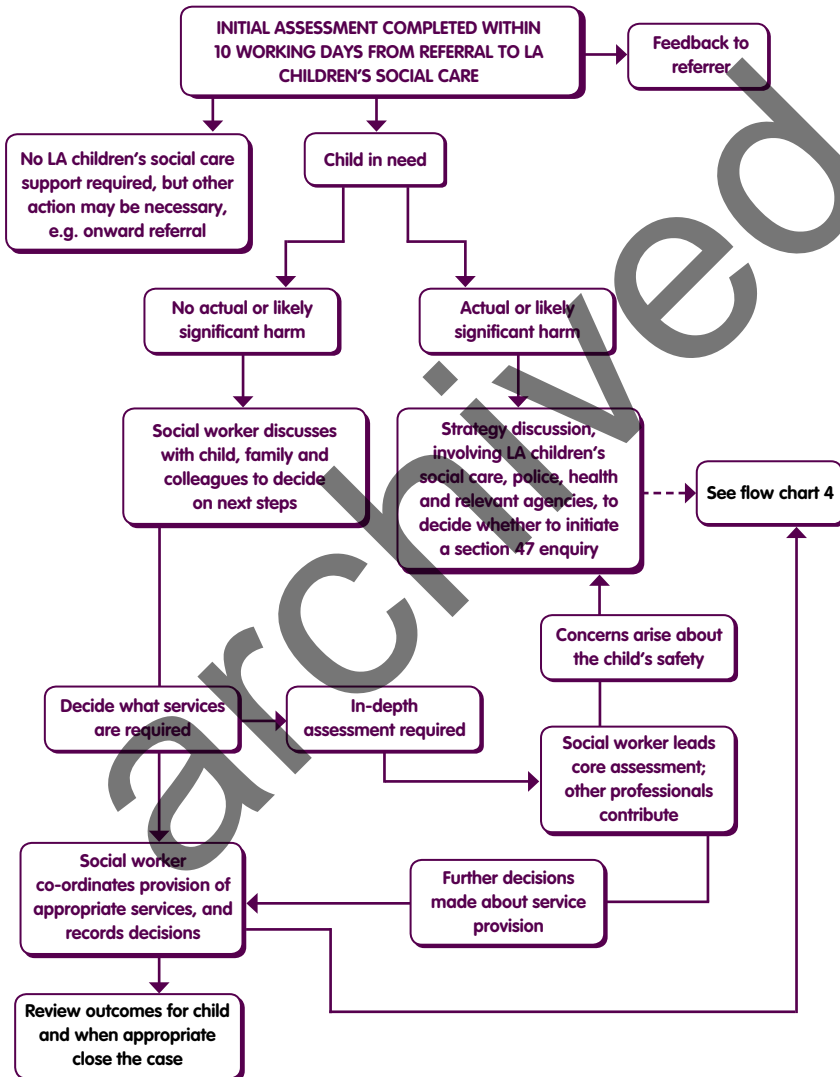 INITIAL ASSESSMENT COMPLETED WITHIN
10 WORKING DAYS FROM REFERRAL TO LA
CHILDREN'S SOCIAL CARE
Feedback to
referrer
No LA children's social care
support required, but other
action may be necessary,
e.g. onward referral
Child in need
No actual or likely
significant harm
Actual or likely
significant harm
Social worker discusses
with child, family and
colleagues to decide
on next steps
Strategy discussion,
involving LA children's
social care, police, health
and relevant agencies, to
decide whether to initiate
a section 47 enquiry
See flow chart 4
Concerns arise about
the child's safety
Decide what services
are required
In-depth
assessment required
Social worker leads
core assessment;
other professionals
contribute
Social worker
co-ordinates provision of
appropriate services, and
records decisions
Further decisions
made about service
provision
Review outcomes for child
and when appropriate
close the case
archived